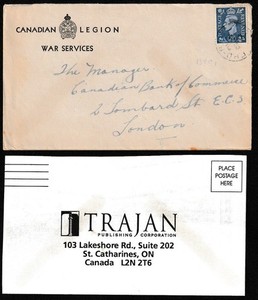 CANADIAN LEGION
WAR SERVICES
The Manager
Canadian Bank of Commerce
2 Lombard St E.C.3
London
PLACE
POSTAGE
HERE
TRAJAN
PUBLISHING CORPORATION
103 Lakeshore Rd., Suite 202
St. Catharines, ON
Canada L2N 2T6